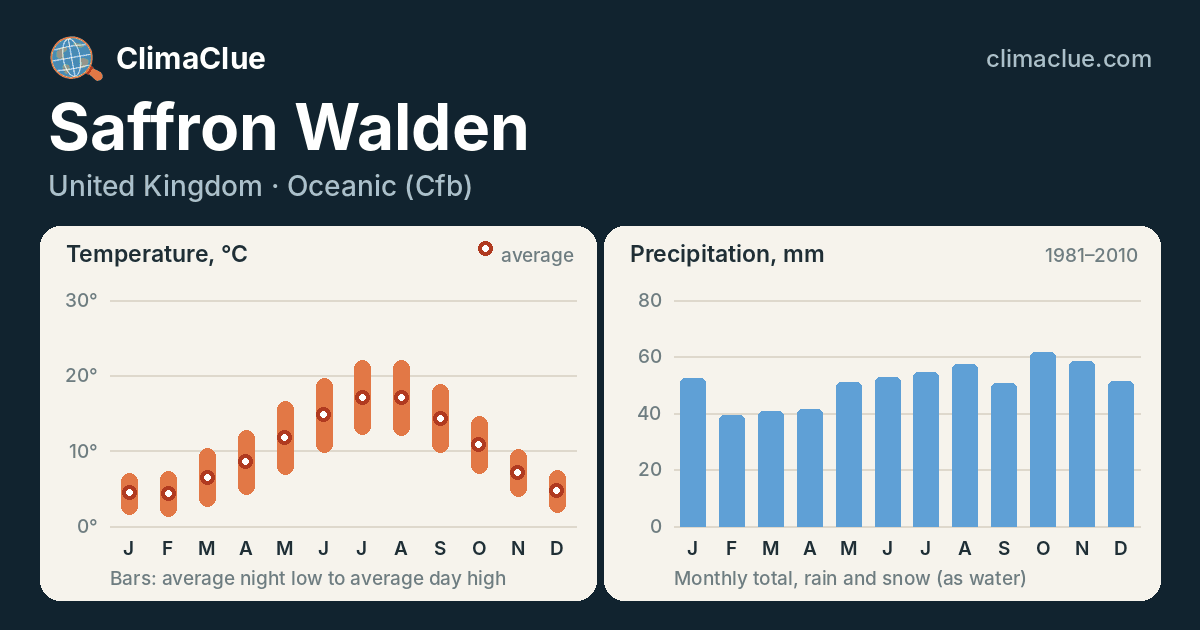 ClimaClue
climaclue.com
Saffron Walden
United Kingdom · Oceanic (Cfb)
Temperature, °C
average
30°
20°
10°
0°
J F M A M J J A S O N D
Bars: average night low to average day high
Precipitation, mm
1981–2010
80
60
40
20
0
J F M A M J J A S O N D
Monthly total, rain and snow (as water)